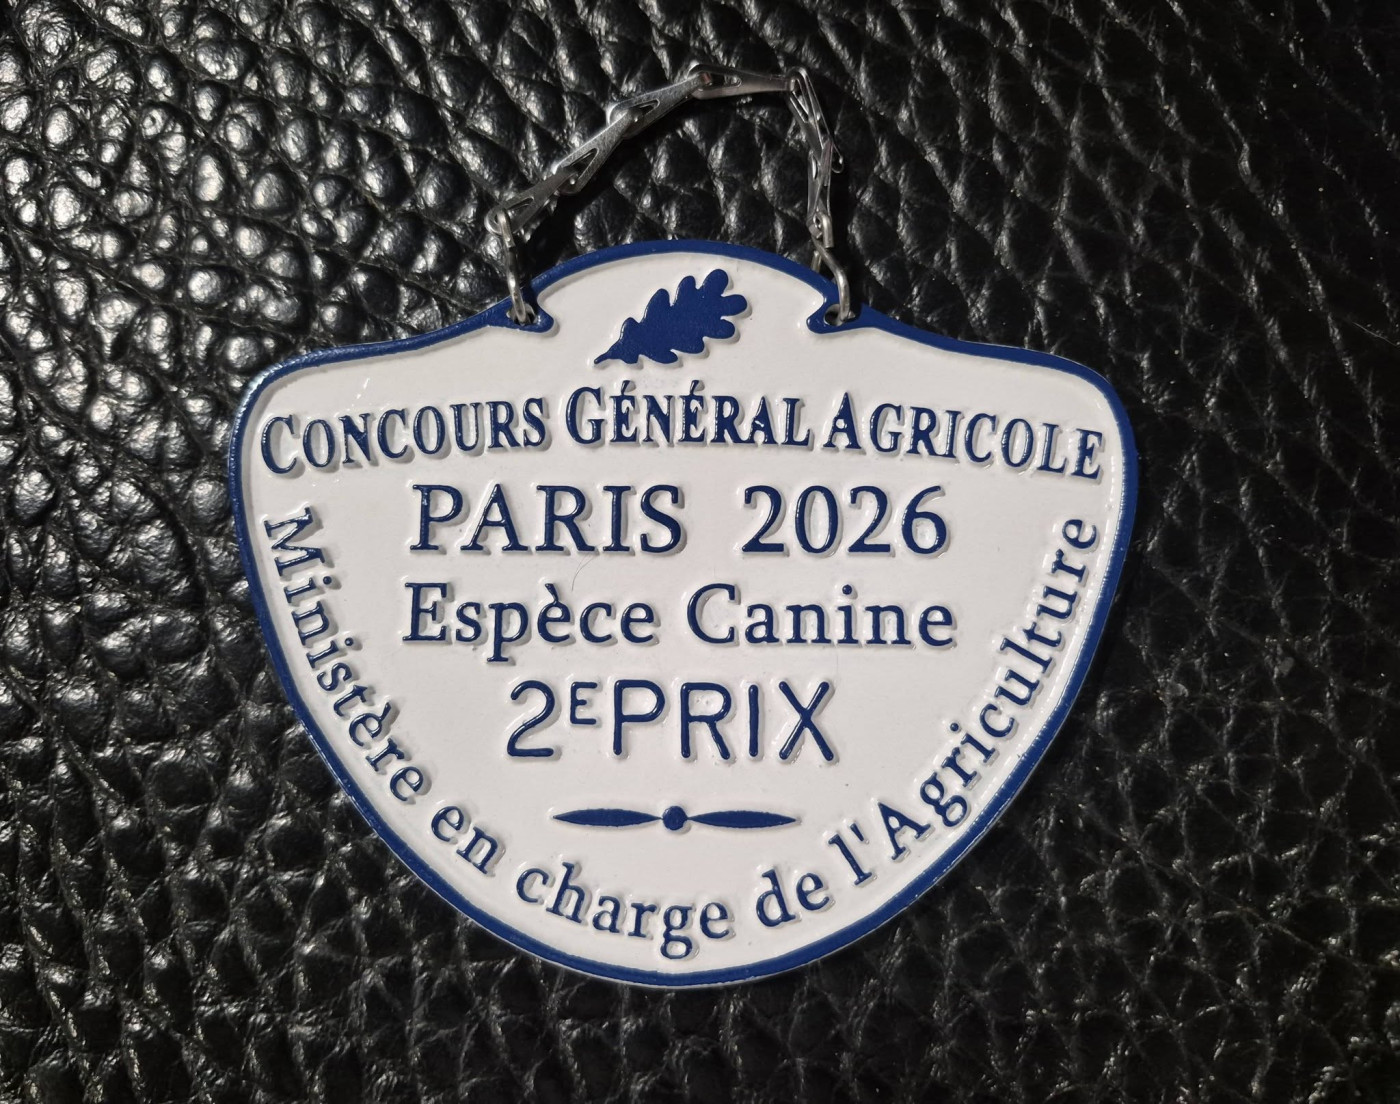 CONCOURS GÉNÉRAL AGRICOLE
PARIS 2026
Espèce Canine
2E PRIX
Ministère en charge de l'Agriculture